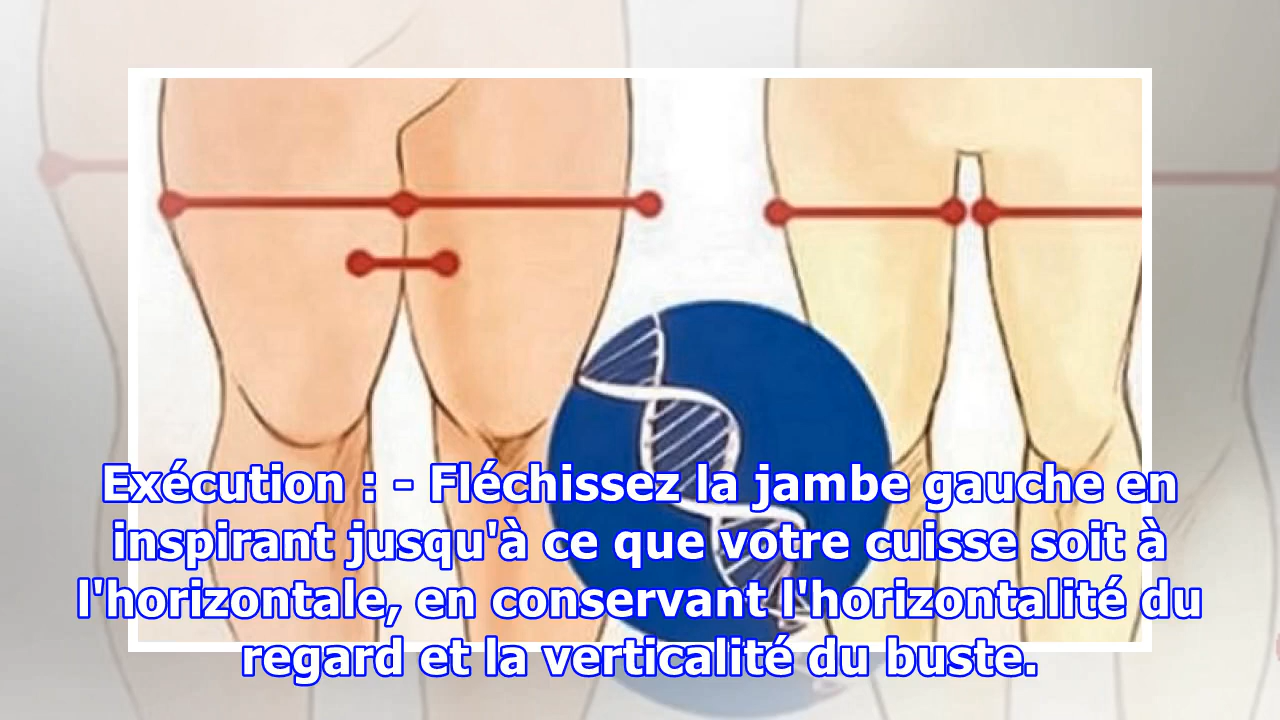 Exécution : - Fléchissez la jambe gauche en
inspirant jusqu'à ce que votre cuisse soit à
l'horizontale, en conservant l'horizontalité du
regard et la verticalité du buste.